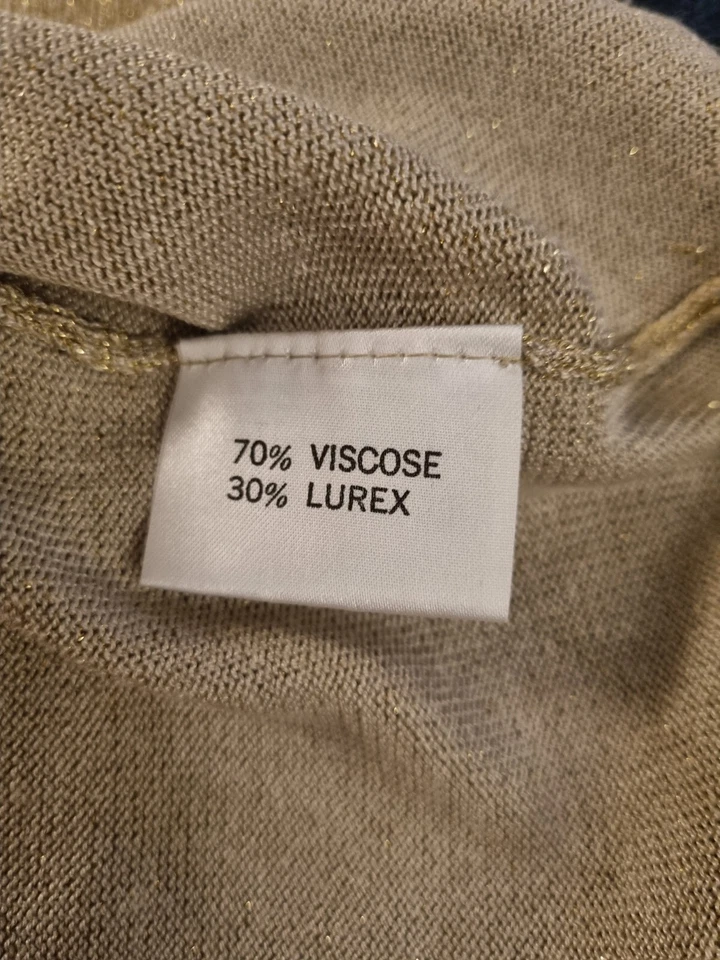 70% VISCOSE
30% LUREX